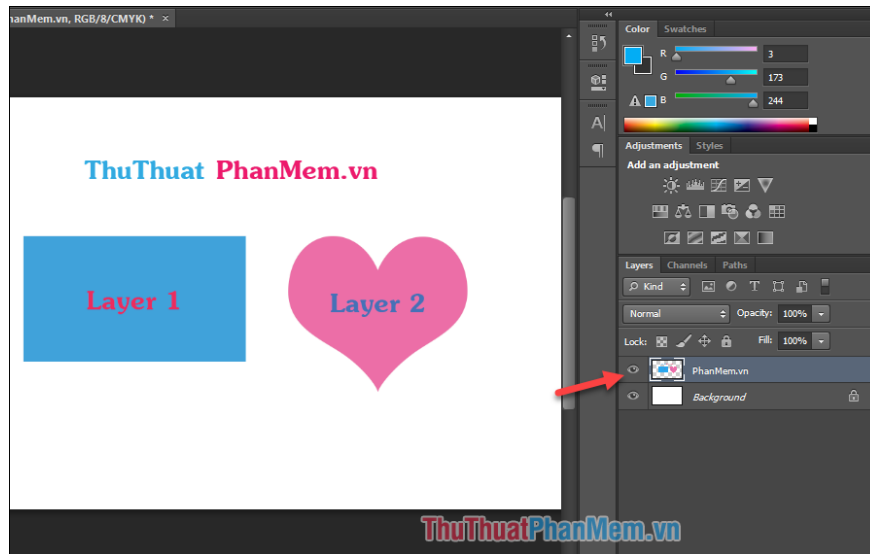 hanMem.vn, RGB/8/CMYK) * ×
Color Swatches
R 3
G 173
B 244
A|
Adjustments Styles
Add an adjustment
ThuThuat PhanMem.vn
Layer 1
Layer 2
Layers Channels Paths
Kind T
Normal Opacity: 100%
Lock: Fill: 100%
PhanMem.vn
Background
ThuThuatPhanMem.vn